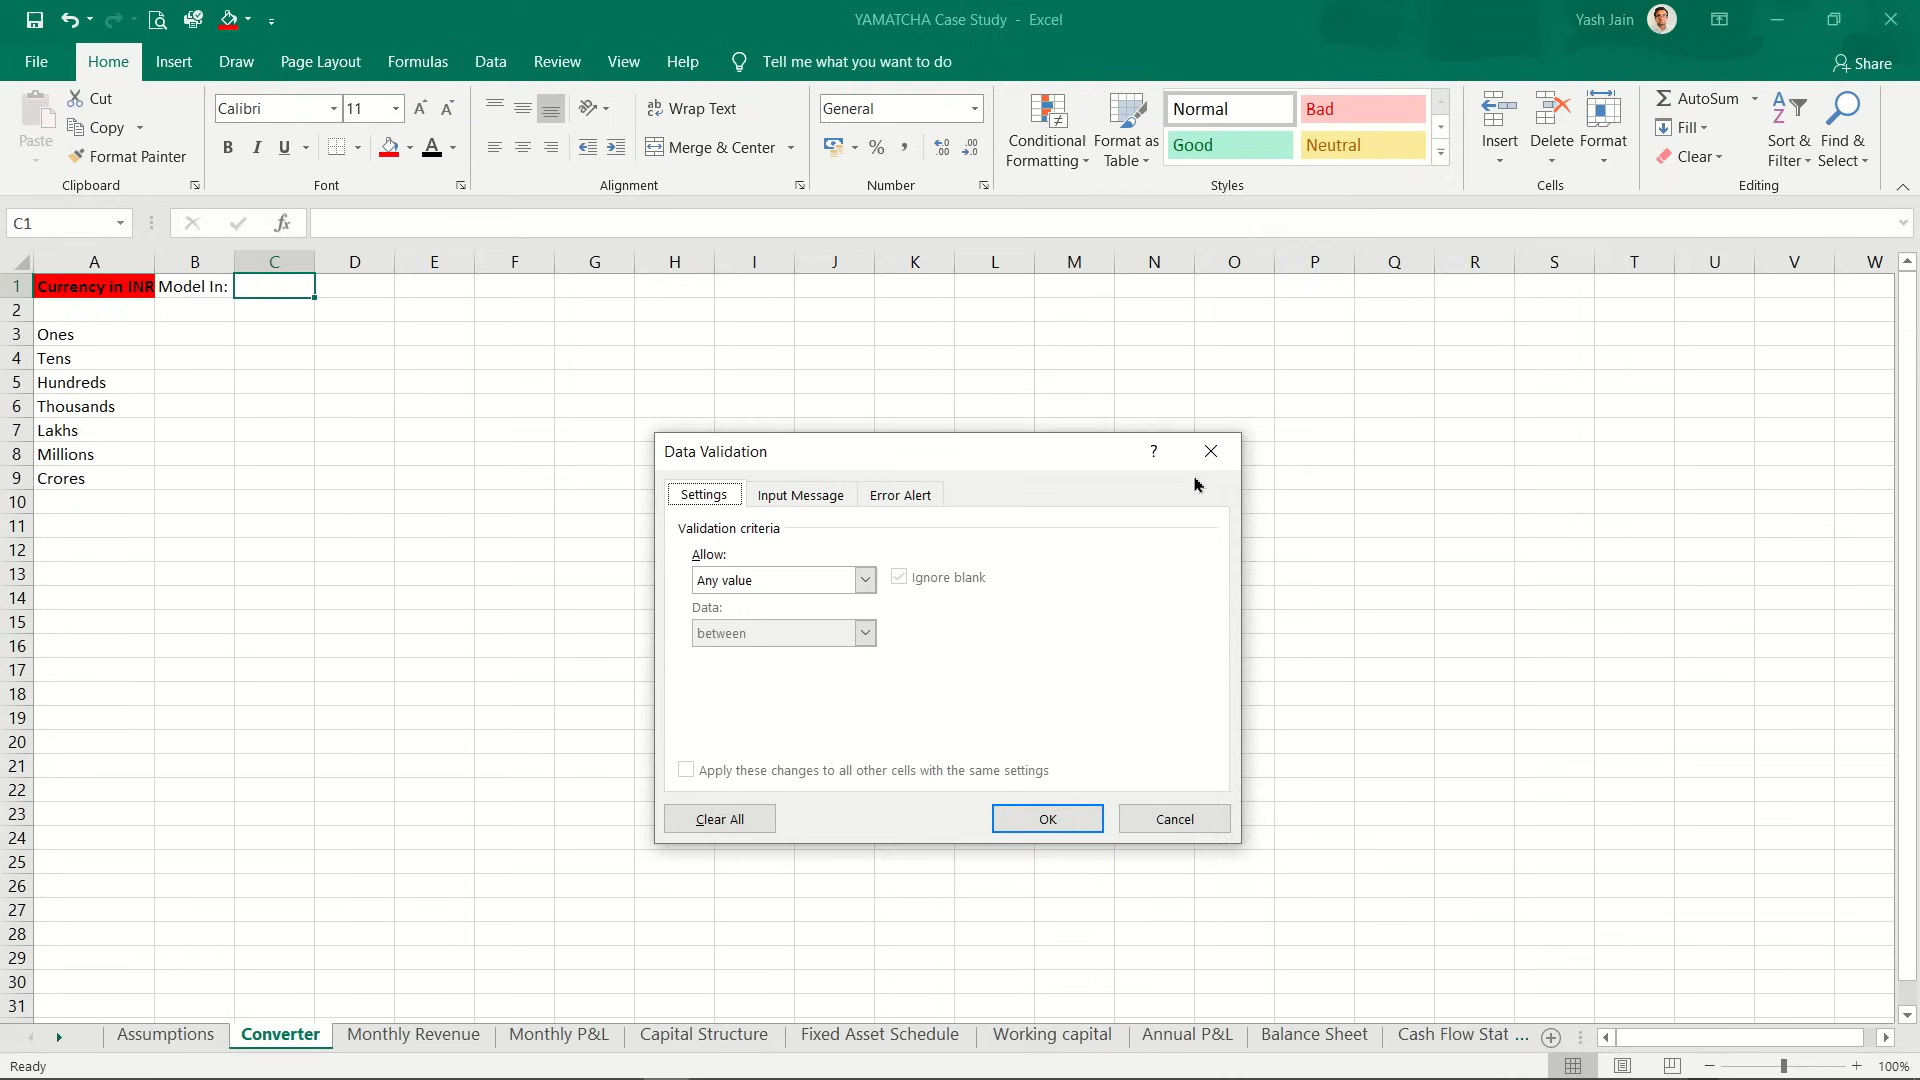 YAMATCHA Case Study - Excel
Yash Jain
File Home Insert Draw Page Layout Formulas Data Review View Help Tell me what you want to do
Share
Paste
Cut
Copy
Format Painter
Clipboard
Calibri 11
B I U
Font
Wrap Text
Merge & Center
Alignment
General
Number
Conditional Formatting
Format as Table
Normal Bad
Good Neutral
Styles
Insert Delete Format
Cells
AutoSum
Fill
Clear
Sort & Filter
Find & Select
Editing
C1
fx
A B C D E F G H I J K L M N O P Q R S T U V W
1 Currency in INR Model In:
2
3 Ones
4 Tens
5 Hundreds
6 Thousands
7 Lakhs
8 Millions
9 Crores
10
11
12
13
14
15
16
17
18
19
20
21
22
23
24
25
26
27
28
29
30
31
Data Validation
Settings Input Message Error Alert
Validation criteria
Allow:
Any value Ignore blank
Data:
between
Apply these changes to all other cells with the same settings
Clear All OK Cancel
Assumptions Converter Monthly Revenue Monthly P&L Capital Structure Fixed Asset Schedule Working capital Annual P&L Balance Sheet Cash Flow Stat ...
Ready
100%